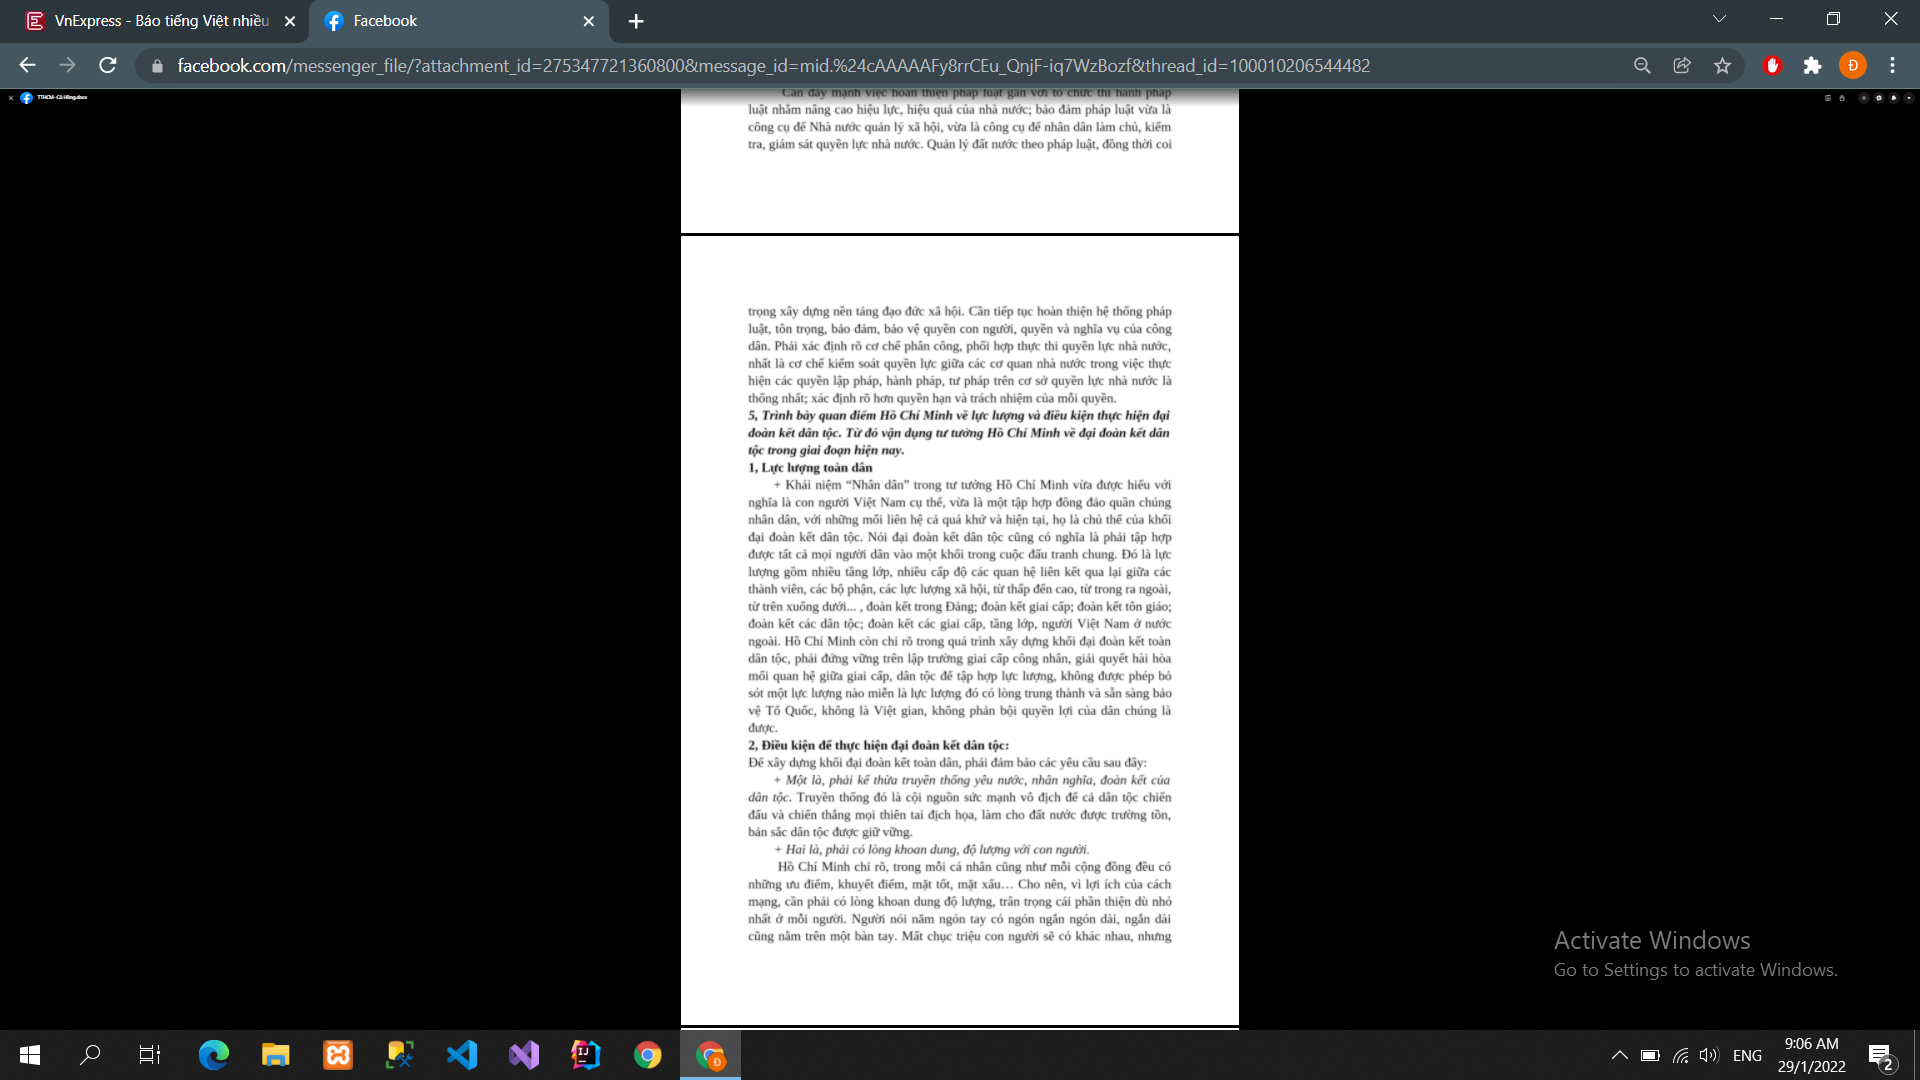 VnExpress - Báo tiếng Việt nhiều
Facebook
facebook.com/messenger_file/?attachment_id=275347721360800&message_id=mid.%24cAAAAAFy8rrCEu_QnjF-iq7WzBozf&thread_id=100010206544482
Đ
TTHCM- Cô Hồng.docx
Cần đẩy mạnh việc hoàn thiện pháp luật gắn với tổ chức thi hành pháp
luật nhằm nâng cao hiệu lực, hiệu quả của nhà nước; bảo đảm pháp luật vừa là
công cụ để Nhà nước quản lý xã hội, vừa là công cụ để nhân dân làm chủ, kiểm
tra, giám sát quyền lực nhà nước. Quản lý đất nước theo pháp luật, đồng thời coi
trọng xây dựng nền tảng đạo đức xã hội. Cần tiếp tục hoàn thiện hệ thống pháp
luật, tôn trọng, bảo đảm, bảo vệ quyền con người, quyền và nghĩa vụ của công
dân. Phải xác định rõ cơ chế phân công, phối hợp thực thi quyền lực nhà nước,
nhất là cơ chế kiểm soát quyền lực giữa các cơ quan nhà nước trong việc thực
hiện các quyền lập pháp, hành pháp, tư pháp trên cơ sở quyền lực nhà nước là
thống nhất; xác định rõ hơn quyền hạn và trách nhiệm của mỗi quyền.
5, Trình bày quan điểm Hồ Chí Minh về lực lượng và điều kiện thực hiện đại
đoàn kết dân tộc. Từ đó vận dụng tư tưởng Hồ Chí Minh về đại đoàn kết dân
tộc trong giai đoạn hiện nay.
1, Lực lượng toàn dân
+ Khái niệm “Nhân dân” trong tư tưởng Hồ Chí Minh vừa được hiểu với
nghĩa là con người Việt Nam cụ thể, vừa là một tập hợp đông đảo quần chúng
nhân dân, với những mối liên hệ cả quá khứ và hiện tại, họ là chủ thể của khối
đại đoàn kết dân tộc. Nói đại đoàn kết dân tộc cũng có nghĩa là phải tập hợp
được tất cả mọi người dân vào một khối trong cuộc đấu tranh chung. Đó là lực
lượng gồm nhiều tầng lớp, nhiều cấp độ các quan hệ liên kết qua lại giữa các
thành viên, các bộ phận, các lực lượng xã hội, từ thấp đến cao, từ trong ra ngoài,
từ trên xuống dưới... , đoàn kết trong Đảng; đoàn kết giai cấp; đoàn kết tôn giáo;
đoàn kết các dân tộc; đoàn kết các giai cấp, tầng lớp, người Việt Nam ở nước
ngoài. Hồ Chí Minh còn chỉ rõ trong quá trình xây dựng khối đại đoàn kết toàn
dân tộc, phải đứng vững trên lập trường giai cấp công nhân, giải quyết hài hòa
mối quan hệ giữa giai cấp, dân tộc để tập hợp lực lượng, không được phép bỏ
sót một lực lượng nào miễn là lực lượng đó có lòng trung thành và sẵn sàng bảo
vệ Tổ Quốc, không là Việt gian, không phản bội quyền lợi của dân chúng là
được.
2, Điều kiện để thực hiện đại đoàn kết dân tộc:
Để xây dựng khối đại đoàn kết toàn dân, phải đảm bảo các yêu cầu sau đây:
+ Một là, phải kế thừa truyền thống yêu nước, nhân nghĩa, đoàn kết của
dân tộc. Truyền thống đó là cội nguồn sức mạnh vô địch để cả dân tộc chiến
đấu và chiến thắng mọi thiên tai địch họa, làm cho đất nước được trường tồn,
bản sắc dân tộc được giữ vững.
+ Hai là, phải có lòng khoan dung, độ lượng với con người.
Hồ Chí Minh chỉ rõ, trong mỗi cá nhân cũng như mỗi cộng đồng đều có
những ưu điểm, khuyết điểm, mặt tốt, mặt xấu… Cho nên, vì lợi ích của cách
mạng, cần phải có lòng khoan dung độ lượng, trân trọng cái phần thiện dù nhỏ
nhất ở mỗi người. Người nói năm ngón tay có ngón ngắn ngón dài, ngắn dài
cũng nằm trên một bàn tay. Mất chục triệu con người sẽ có khác nhau, nhưng
Activate Windows
Go to Settings to activate Windows.
ENG
9:06 AM
29/1/2022
2